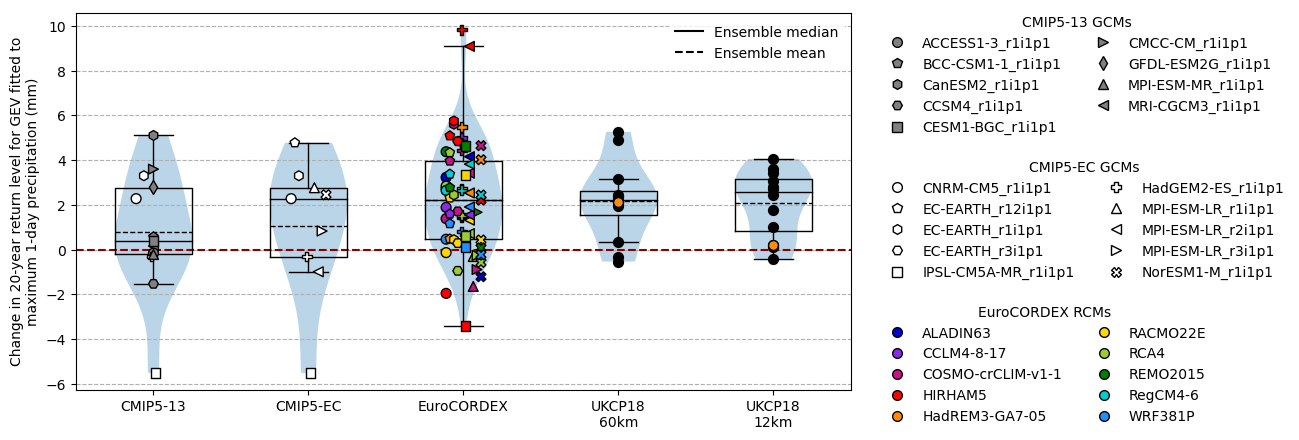 Change in 20-year return level for GEV fitted to
maximum 1-day precipitation (mm)
10
8
6
4
2
0
−2
−4
−6
CMIP5-13
CMIP5-EC
EuroCORDEX
UKCP18
60km
UKCP18
12km
Ensemble median
Ensemble mean
CMIP5-13 GCMs
ACCESS1-3_r1i1p1
BCC-CSM1-1_r1i1p1
CanESM2_r1i1p1
CCSM4_r1i1p1
CESM1-BGC_r1i1p1
CMCC-CM_r1i1p1
GFDL-ESM2G_r1i1p1
MPI-ESM-MR_r1i1p1
MRI-CGCM3_r1i1p1
CMIP5-EC GCMs
CNRM-CM5_r1i1p1
EC-EARTH_r12i1p1
EC-EARTH_r1i1p1
EC-EARTH_r3i1p1
IPSL-CM5A-MR_r1i1p1
HadGEM2-ES_r1i1p1
MPI-ESM-LR_r1i1p1
MPI-ESM-LR_r2i1p1
MPI-ESM-LR_r3i1p1
NorESM1-M_r1i1p1
EuroCORDEX RCMs
ALADIN63
CCLM4-8-17
COSMO-crCLIM-v1-1
HIRHAM5
HadREM3-GA7-05
RACMO22E
RCA4
REMO2015
RegCM4-6
WRF381P